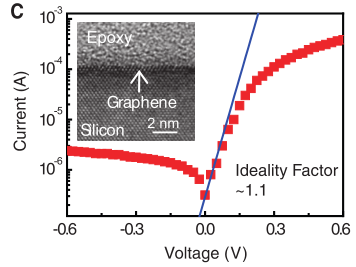 C
10⁻³
10⁻⁴
10⁻⁵
10⁻⁶
Current (A)
Epoxy
Graphene
Silicon
2 nm
Ideality Factor
~1.1
-0.6
-0.3
0.0
0.3
0.6
Voltage (V)